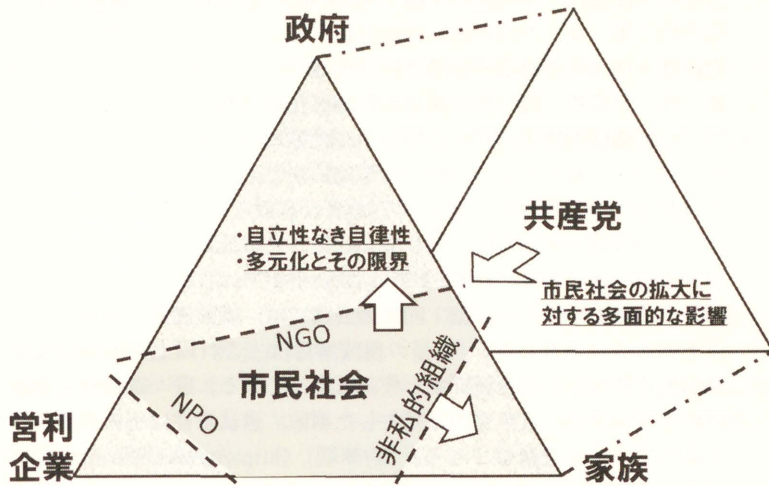 政府
共産党
・自立性なき自律性
・多元化とその限界
市民社会の拡大に
対する多面的な影響
NGO
市民社会
非私的組織
NPO
営利
企業
家族